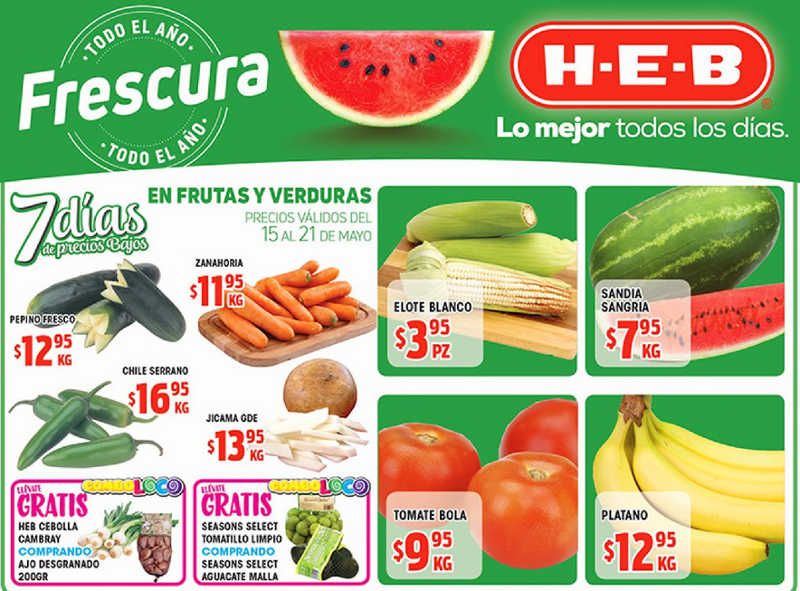 TODO EL AÑO
Frescura
TODO EL AÑO
H-E-B
Lo mejor todos los días.
7días
de precios Bajos
EN FRUTAS Y VERDURAS
PRECIOS VÁLIDOS DEL
15 AL 21 DE MAYO
PEPINO FRESCO
$12.95 KG
ZANAHORIA
$11.95 KG
CHILE SERRANO
$16.95 KG
JICAMA GDE
$13.95 KG
ELOTE BLANCO
$3.95 PZ
SANDIA
SANGRÍA
$7.95 KG
TOMATE BOLA
$9.95 KG
PLATANO
$12.95 KG
LLÉVATE
GRATIS
COMBO LOCO
HEB CEBOLLA
CAMBRAY
COMPRANDO
AJO DESGRANADO
200GR
LLÉVATE
GRATIS
COMBO LOCO
SEASONS SELECT
TOMATILLO LIMPIO
COMPRANDO
SEASONS SELECT
AGUACATE MALLA